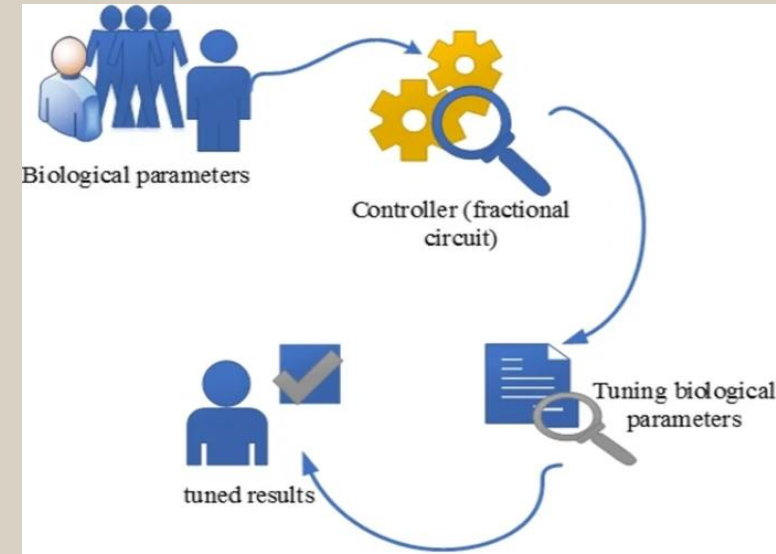 Biological parameters
Controller (fractional
circuit)
Tuning biological
parameters
tuned results